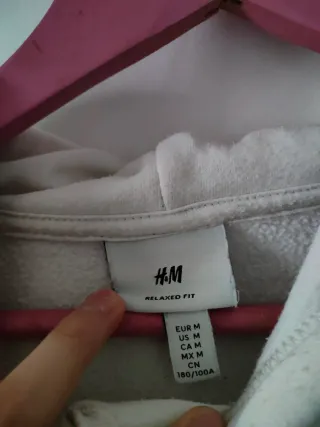 H&M
RELAXED FIT
EUR M
US M
CA M
MX M
CN
180/100A